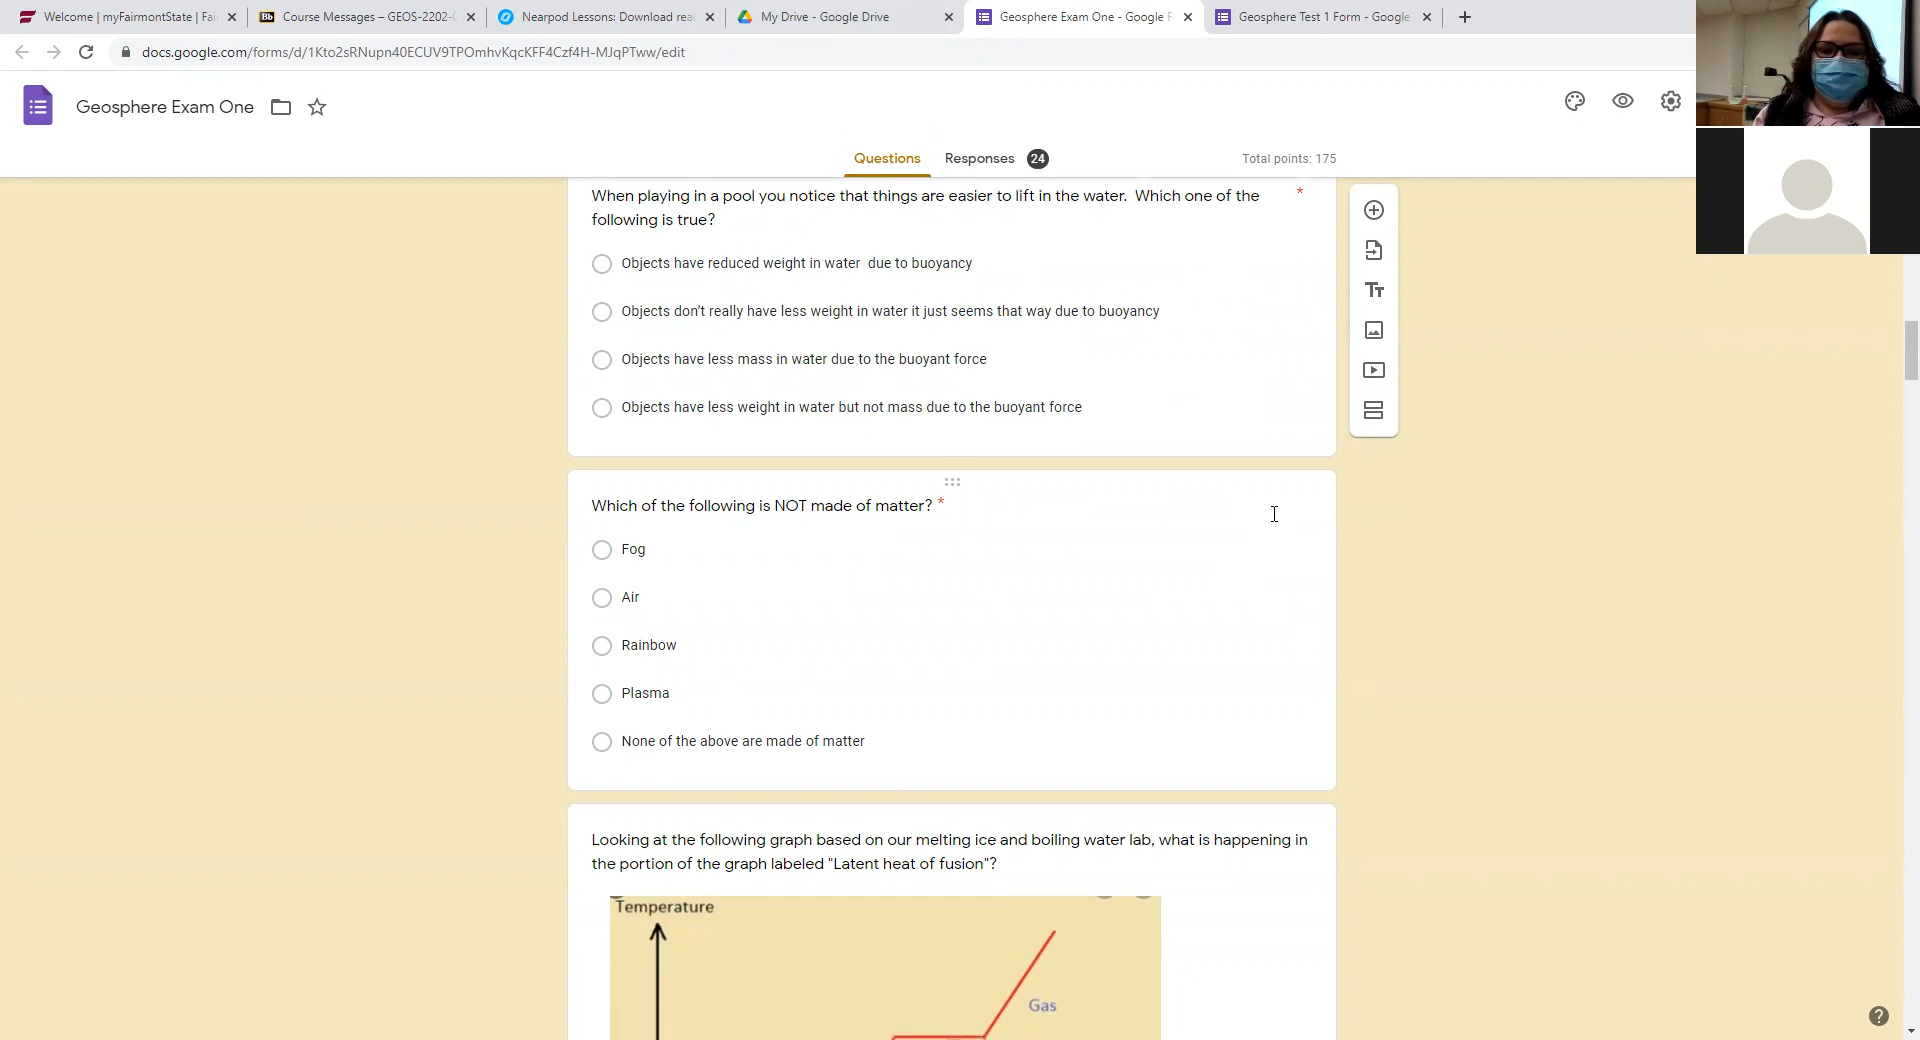 Welcome | myFairmontState | Fai
Course Messages – GEOS-2202-
Nearpod Lessons: Download rea
My Drive - Google Drive
Geosphere Exam One - Google F
Geosphere Test 1 Form - Google
docs.google.com/forms/d/1Kto2sRNupn40ECUV9TPOmhvKqcKFF4Czf4H-MJqPTww/edit
Geosphere Exam One
Questions
Responses 24
Total points: 175
When playing in a pool you notice that things are easier to lift in the water. Which one of the *
following is true?
Objects have reduced weight in water due to buoyancy
Objects don't really have less weight in water it just seems that way due to buoyancy
Objects have less mass in water due to the buoyant force
Objects have less weight in water but not mass due to the buoyant force
Which of the following is NOT made of matter? *
Fog
Air
Rainbow
Plasma
None of the above are made of matter
Looking at the following graph based on our melting ice and boiling water lab, what is happening in
the portion of the graph labeled "Latent heat of fusion"?
Temperature
Gas